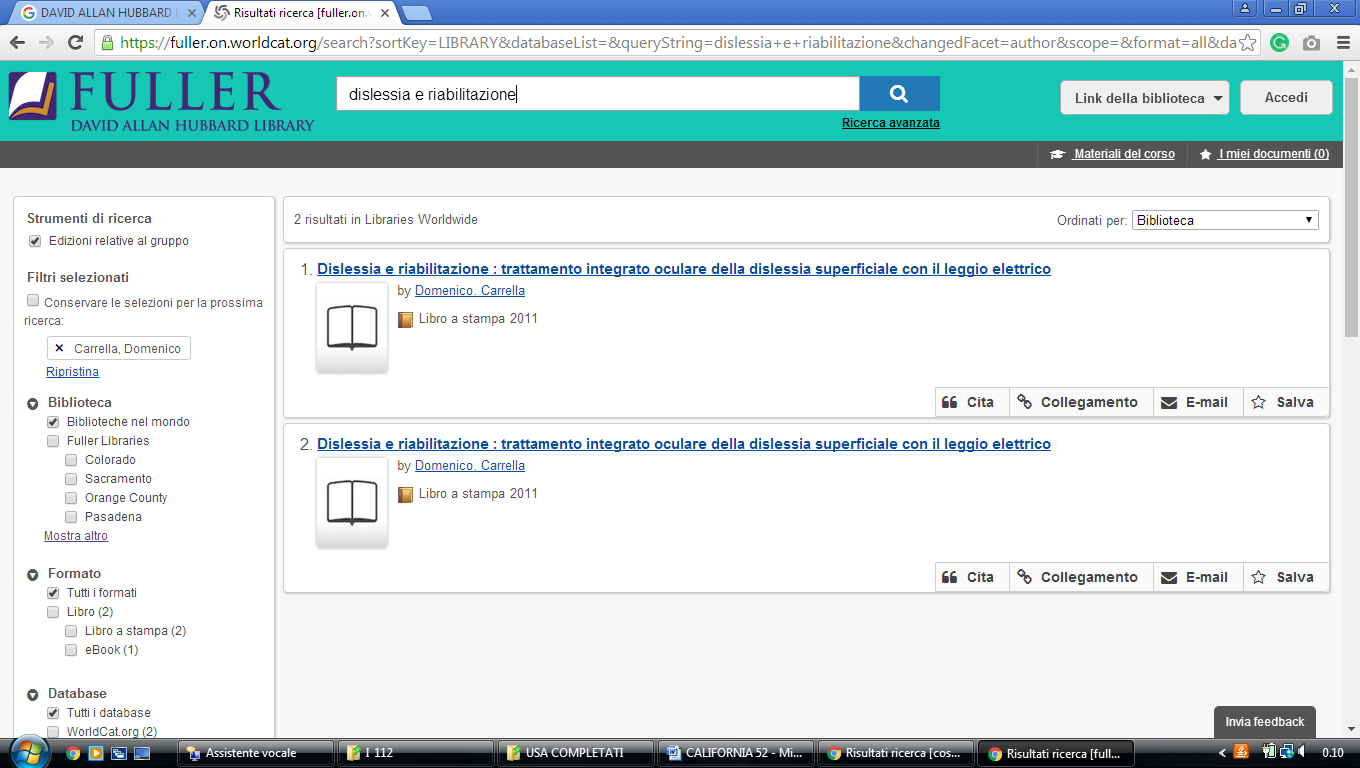 DAVID ALLAN HUBBARD L
Risultati ricerca [fuller.on.w
https://fuller.on.worldcat.org/search?sortKey=LIBRARY&databaseList=&queryString=dislessia+e+riabilitazione&changedFacet=author&scope=&format=all&da
FULLER
DAVID ALLAN HUBBARD LIBRARY
dislessia e riabilitazione
Ricerca avanzata
Link della biblioteca
Accedi
Materiali del corso
I miei documenti (0)
Strumenti di ricerca
Edizioni relative al gruppo
Filtri selezionati
Conservare le selezioni per la prossima
ricerca:
× Carrella, Domenico
Ripristina
Biblioteca
Biblioteche nel mondo
Fuller Libraries
Colorado
Sacramento
Orange County
Pasadena
Mostra altro
Formato
Tutti i formati
Libro (2)
Libro a stampa (2)
eBook (1)
Database
Tutti i database
WorldCat.org (2)
2 risultati in Libraries Worldwide
Ordinati per: Biblioteca
1. Dislessia e riabilitazione : trattamento integrato oculare della dislessia superficiale con il leggio elettrico
by Domenico. Carrella
Libro a stampa 2011
Cita Collegamento E-mail Salva
2. Dislessia e riabilitazione : trattamento integrato oculare della dislessia superficiale con il leggio elettrico
by Domenico. Carrella
Libro a stampa 2011
Cita Collegamento E-mail Salva
Invia feedback
Assistente vocale I 112 USA COMPLETATI CALIFORNIA 52 - Mi... Risultati ricerca [cos... Risultati ricerca [full... 0.10